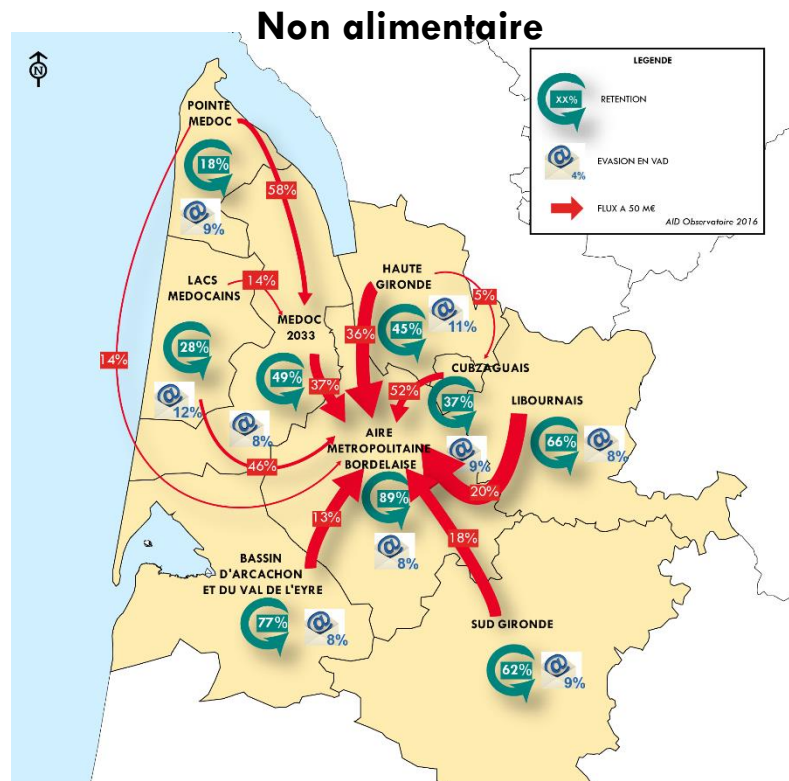 Non alimentaire
N
LEGENDE
XX%
RETENTION
@
4%
EVASION EN VAD
FLUX A 50 M€
AID Observatoire 2016
POINTE
MEDOC
18%
@
9%
58%
LACS
MEDOCAINS
14%
28%
@
12%
14%
MEDOC
2033
49%
@
8%
37%
46%
HAUTE
GIRONDE
45%
@
11%
36%
5%
CUBZAGUAIS
37%
@
9%
52%
LIBOURNAIS
66%
@
8%
20%
AIRE
METROPOLITAINE
BORDELAISE
89%
@
8%
13%
18%
BASSIN
D'ARCACHON
ET DU VAL DE L'EYRE
77%
@
8%
SUD GIRONDE
62%
@
9%